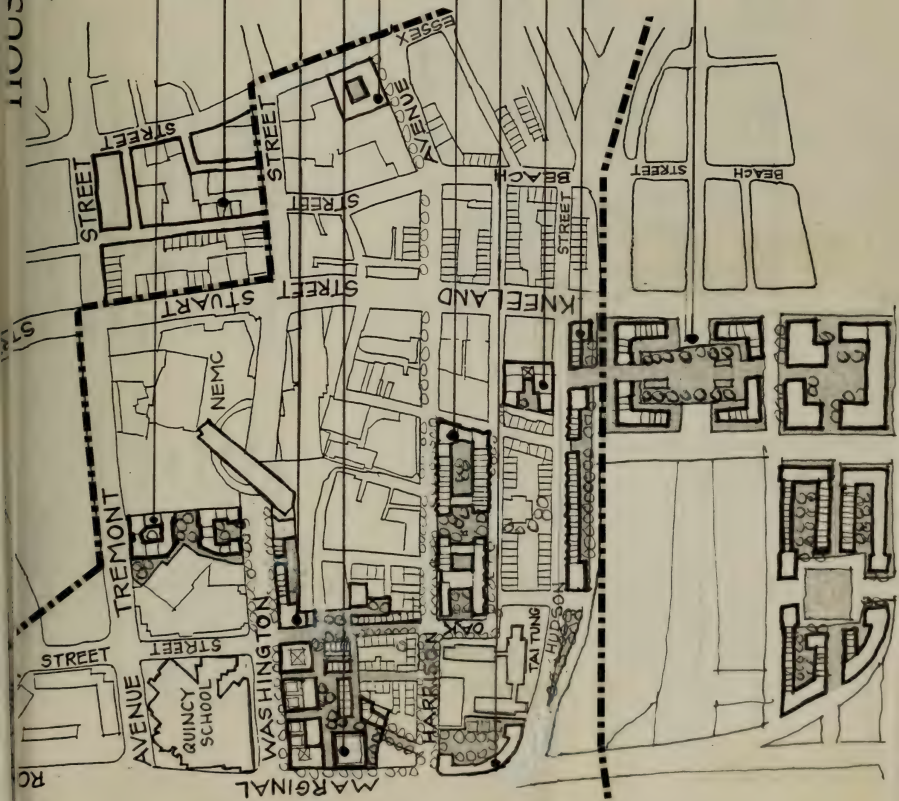 HOUS
ESSEX
STREET
STREET
STREET
AVENUE
STREET
BEACH
STREET
BEACH
STREET
STUART
STREET
STREET
KNEELAND
ST
NEMC
TREMONT
WASHINGTON
OAK
HUDSON
TAI TUNG
HARRISON
STREET
STREET
AVENUE
QUINCY
SCHOOL
MARGINAL